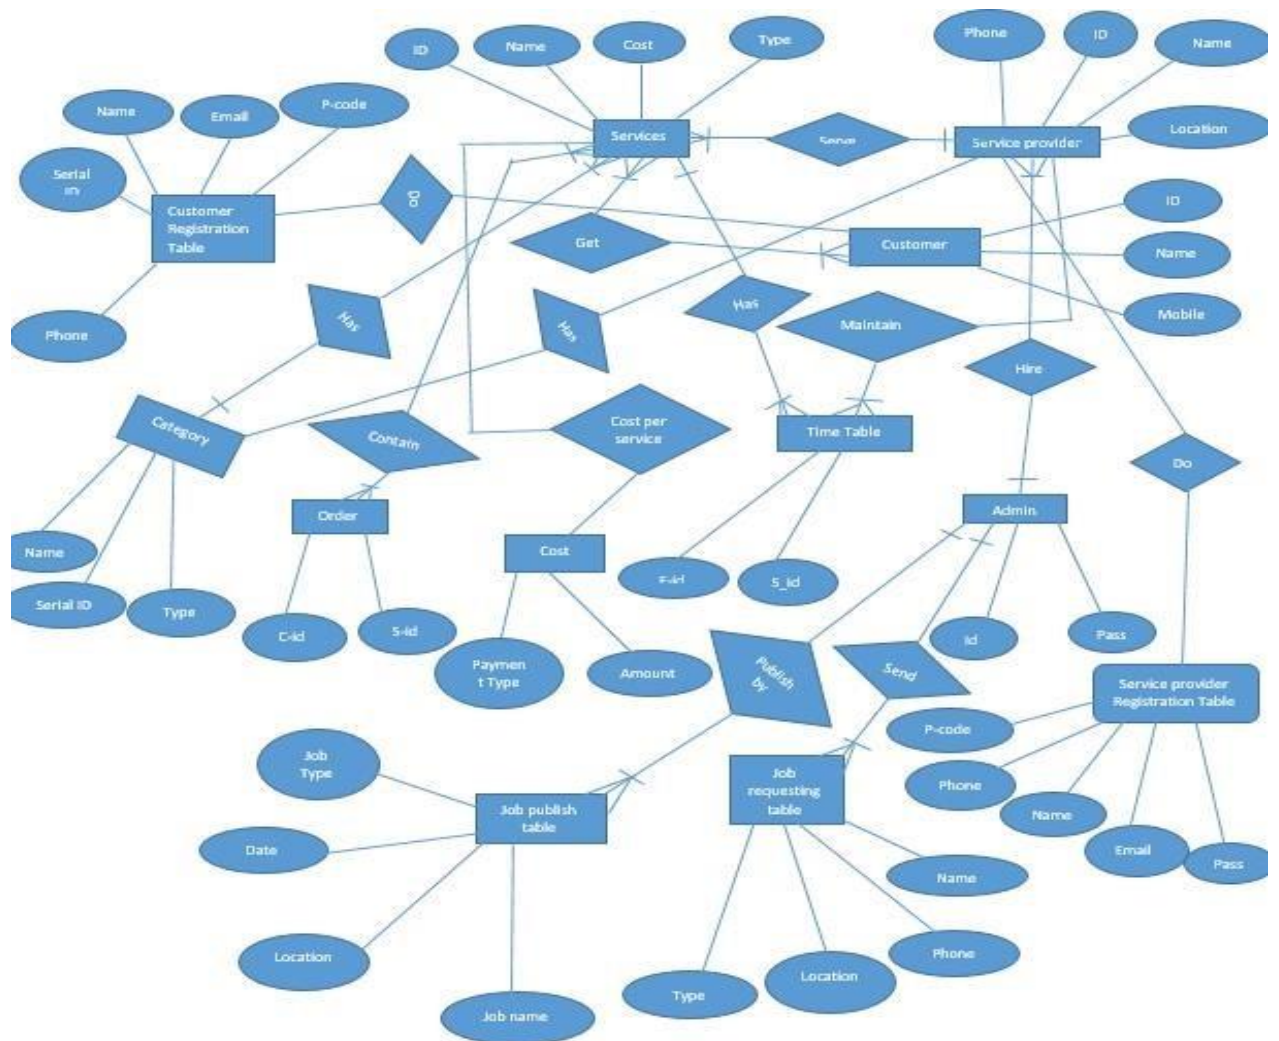 Phone
ID
Name
ID
Name
Cost
Type
Name
Email
P-code
Services
Serve
Service provider
Location
Serial
ID
Customer
Registration
Table
Get
Customer
ID
Name
Phone
Has
Has
Has
Maintain
Mobile
Hire
Category
Contain
Cost per
service
Time Table
Do
Order
Admin
Name
Cost
Serial ID
Type
S_id
C-id
S-id
Id
Pass
Paymen
t Type
Amount
Publish
by
Send
Service provider
Registration Table
P-code
Job
Type
Job
requesting
table
Phone
Job publish
table
Name
Date
Email
Pass
Name
Location
Phone
Location
Type
Job name